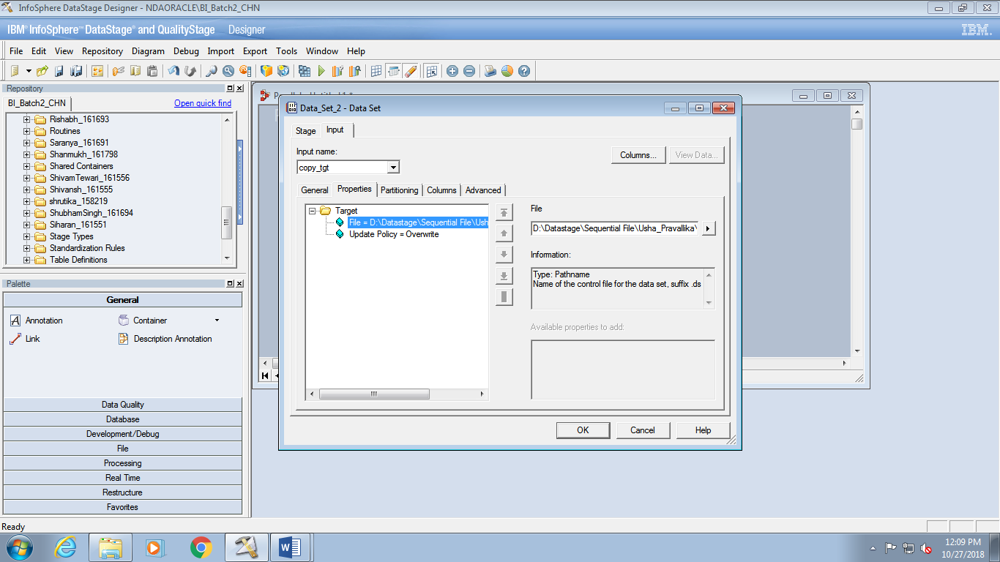 InfoSphere DataStage Designer - NDAORACLE\BI_Batch2_CHN
IBM® InfoSphere™ DataStage® and QualityStage Designer
IBM.
File Edit View Repository Diagram Debug Import Export Tools Window Help
Repository
BI_Batch2_CHN
Open quick find
Rishabh_161693
Routines
Saranya_161691
Shanmukh_161798
Shared Containers
ShivamTewari_161556
Shivansh_161555
shrutika_158219
ShubhamSingh_161694
Siharan_161551
Stage Types
Standardization Rules
Table Definitions
Palette
General
Annotation
Container
Link
Description Annotation
Data Quality
Database
Development/Debug
File
Processing
Real Time
Restructure
Favorites
Data_Set_2 - Data Set
Stage Input
Input name:
copy_tgt
Columns...
View Data...
General Properties Partitioning Columns Advanced
Target
File = D:\Datastage\Sequential File\Ush
Update Policy = Overwrite
File
D:\Datastage\Sequential File\Usha_Pravallika\
Information:
Type: Pathname
Name of the control file for the data set, suffix .ds
Available properties to add:
OK Cancel Help
Ready
12:09 PM
10/27/2018